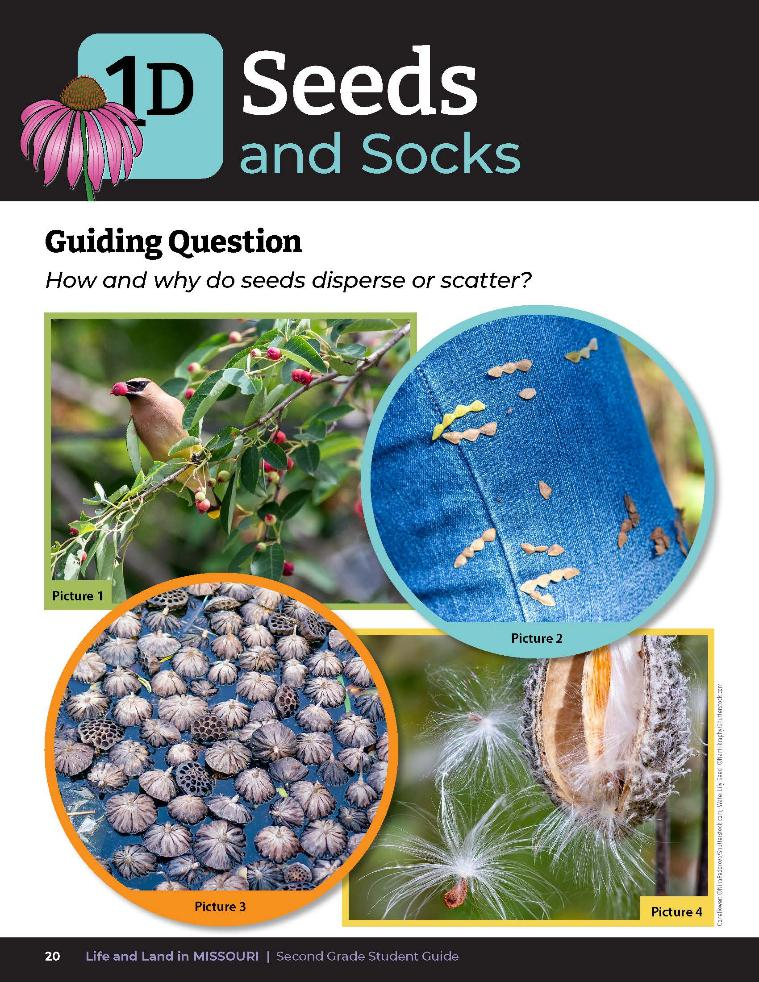 1D
Seeds
and Socks
Guiding Question
How and why do seeds disperse or scatter?
Picture 1
Picture 2
Picture 3
Picture 4
20 Life and Land in MISSOURI | Second Grade Student Guide